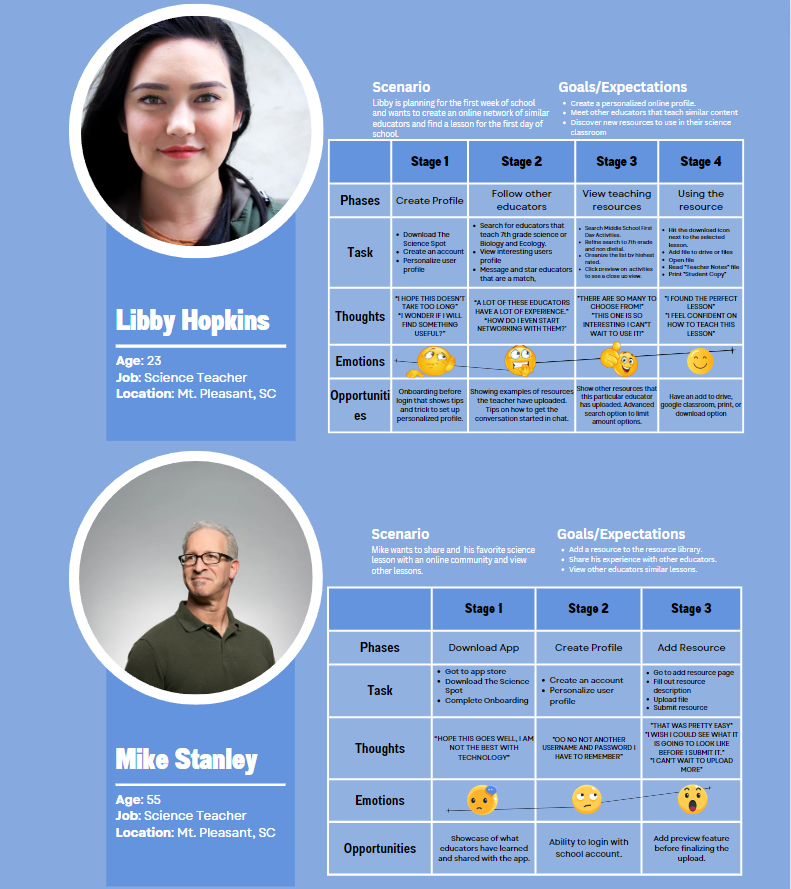 Scenario
Libby is planning for the first week of school
and wants to create an online network of similar
educators and find a lesson for the first day of
school.
Goals/Expectations
• Create a personalized online profile.
• Meet other educators that teach similar content
• Discover new resources to use in their science
classroom
Libby Hopkins
Age: 23
Job: Science Teacher
Location: Mt. Pleasant, SC
Stage 1
Stage 2
Stage 3
Stage 4
Phases
Create Profile
Follow other
educators
View teaching
resources
Using the
resource
Task
• Download The
Science Spot
• Create an account
• Personalize user
profile
• Search for educators that
teach 7th grade science or
Biology and Ecology.
• View interesting users
profile
• Message and star educators
that are a match,
• Search Middle School First
Day Activities.
• Refine search to 7th grade
and non digital.
• Organize the list by highest
rated.
• Click preview on activities
to see a close up view.
• Hit the download icon
next to the selected
lesson.
• Add file to drive or files
• Open file
• Read "Teacher Notes" file
• Print "Student Copy"
Thoughts
"I HOPE THIS DOESN'T
TAKE TOO LONG"
"I WONDER IF I WILL
FIND SOMETHING
USEFUL?"
"A LOT OF THESE EDUCATORS
HAVE A LOT OF EXPERIENCE."
"HOW DO I EVEN START
NETWORKING WITH THEM?'
"THERE ARE SO MANY TO
CHOOSE FROM!"
"THIS ONE IS SO
INTERESTING I CAN'T
WAIT TO USE IT!"
"I FOUND THE PERFECT
LESSON"
"I FEEL CONFIDENT ON
HOW TO TEACH THIS
LESSON"
Emotions
Opportuniti
es
Onboarding before
login that shows tips
and trick to set up
personalized profile.
Showing examples of resources
the teacher have uploaded.
Tips on how to get the
conversation started in chat.
Show other resources that
this particular educator
has uploaded. Advanced
search option to limit
amount options.
Have an add to drive,
google classroom, print, or
download option
Scenario
Mike wants to share and his favorite science
lesson with an online community and view
other lessons.
Goals/Expectations
• Add a resource to the resource library.
• Share his experience with other educators.
• View other educators similar lessons.
Mike Stanley
Age: 55
Job: Science Teacher
Location: Mt. Pleasant, SC
Stage 1
Stage 2
Stage 3
Phases
Download App
Create Profile
Add Resource
Task
• Got to app store
• Download The Science
Spot
• Complete Onboarding
• Create an account
• Personalize user
profile
• Go to add resource page
• Fill out resource
description
• Upload file
• Submit resource
Thoughts
"HOPE THIS GOES WELL, I AM
NOT THE BEST WITH
TECHNOLOGY"
"OO NO NOT ANOTHER
USERNAME AND PASSWORD I
HAVE TO REMEMBER"
"THAT WAS PRETTY EASY"
"I WISH I COULD SEE WHAT IT
IS GOING TO LOOK LIKE
BEFORE I SUBMIT IT."
"I CAN'T WAIT TO UPLOAD
MORE"
Emotions
Opportunities
Showcase of what
educators have learned
and shared with the app.
Ability to login with
school account.
Add preview feature
before finalizing the
upload.